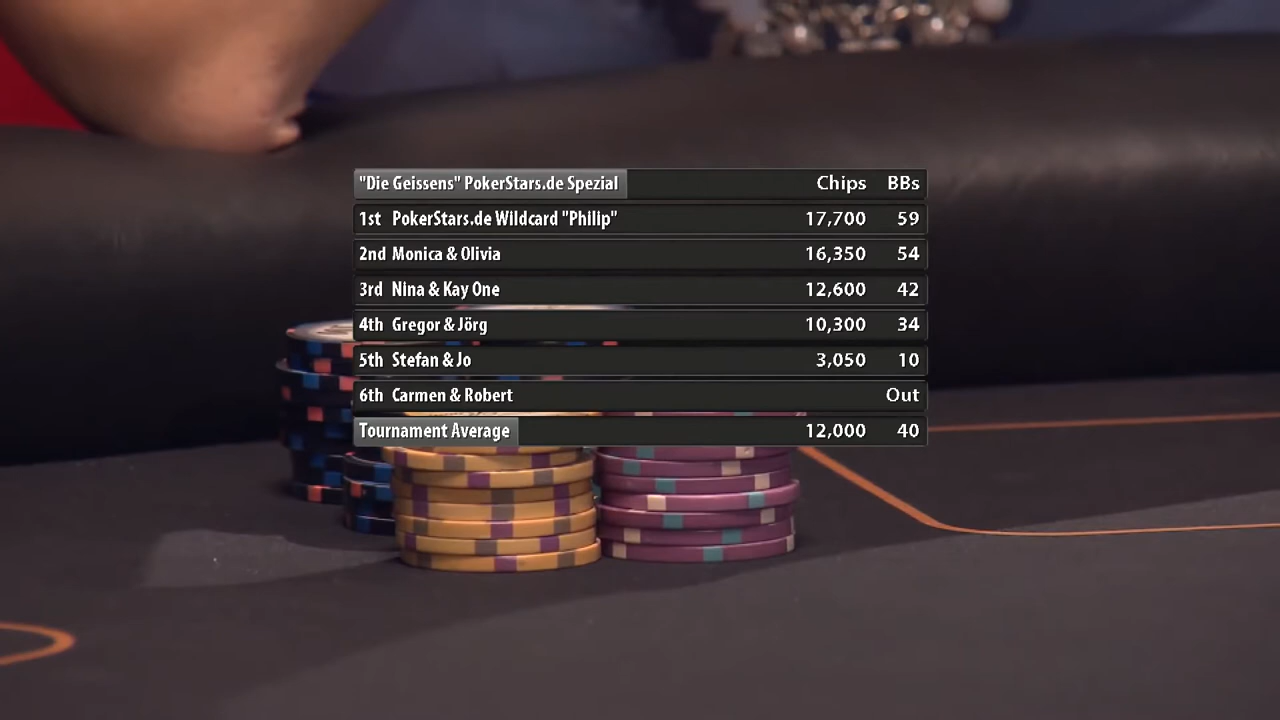 "Die Geissens" PokerStars.de Spezial Chips BBs
1st PokerStars.de Wildcard "Philip" 17,700 59
2nd Monica & Olivia 16,350 54
3rd Nina & Kay One 12,600 42
4th Gregor & Jörg 10,300 34
5th Stefan & Jo 3,050 10
6th Carmen & Robert Out
Tournament Average 12,000 40